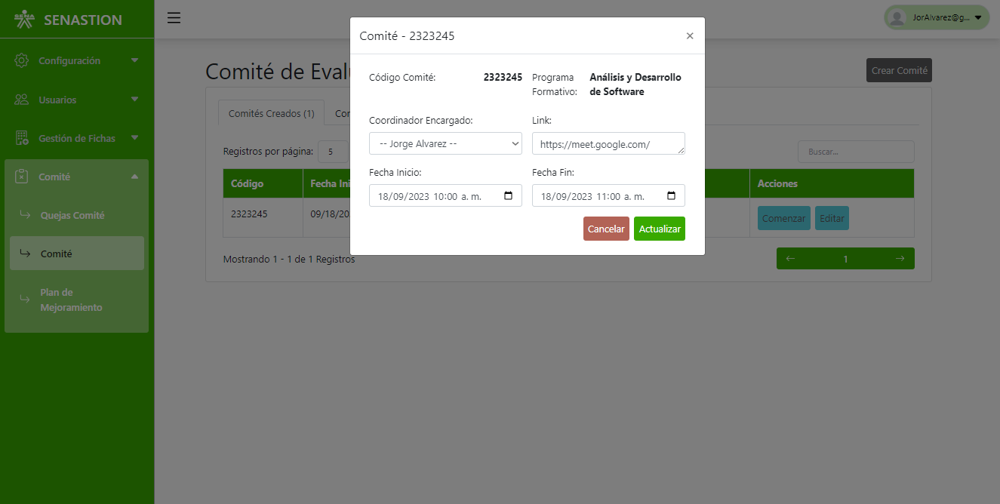 SENA
SENASTION
JorAlvarez@g...
Configuración
Usuarios
Gestión de Fichas
Comité
Quejas Comité
Comité
Plan de
Mejoramiento
Comité de Eval
Crear Comité
Comités Creados (1)
Registros por página: 5
Buscar...
Código
Acciones
2323245
09/18/20
Comenzar
Editar
Mostrando 1 - 1 de 1 Registros
← 1 →
Comité - 2323245
×
Código Comité: 2323245
Programa
Formativo:
Análisis y Desarrollo
de Software
Coordinador Encargado:
Link:
-- Jorge Alvarez --
https://meet.google.com/
Fecha Inicio:
Fecha Fin:
18/09/2023 10:00 a. m.
18/09/2023 11:00 a. m.
Cancelar
Actualizar